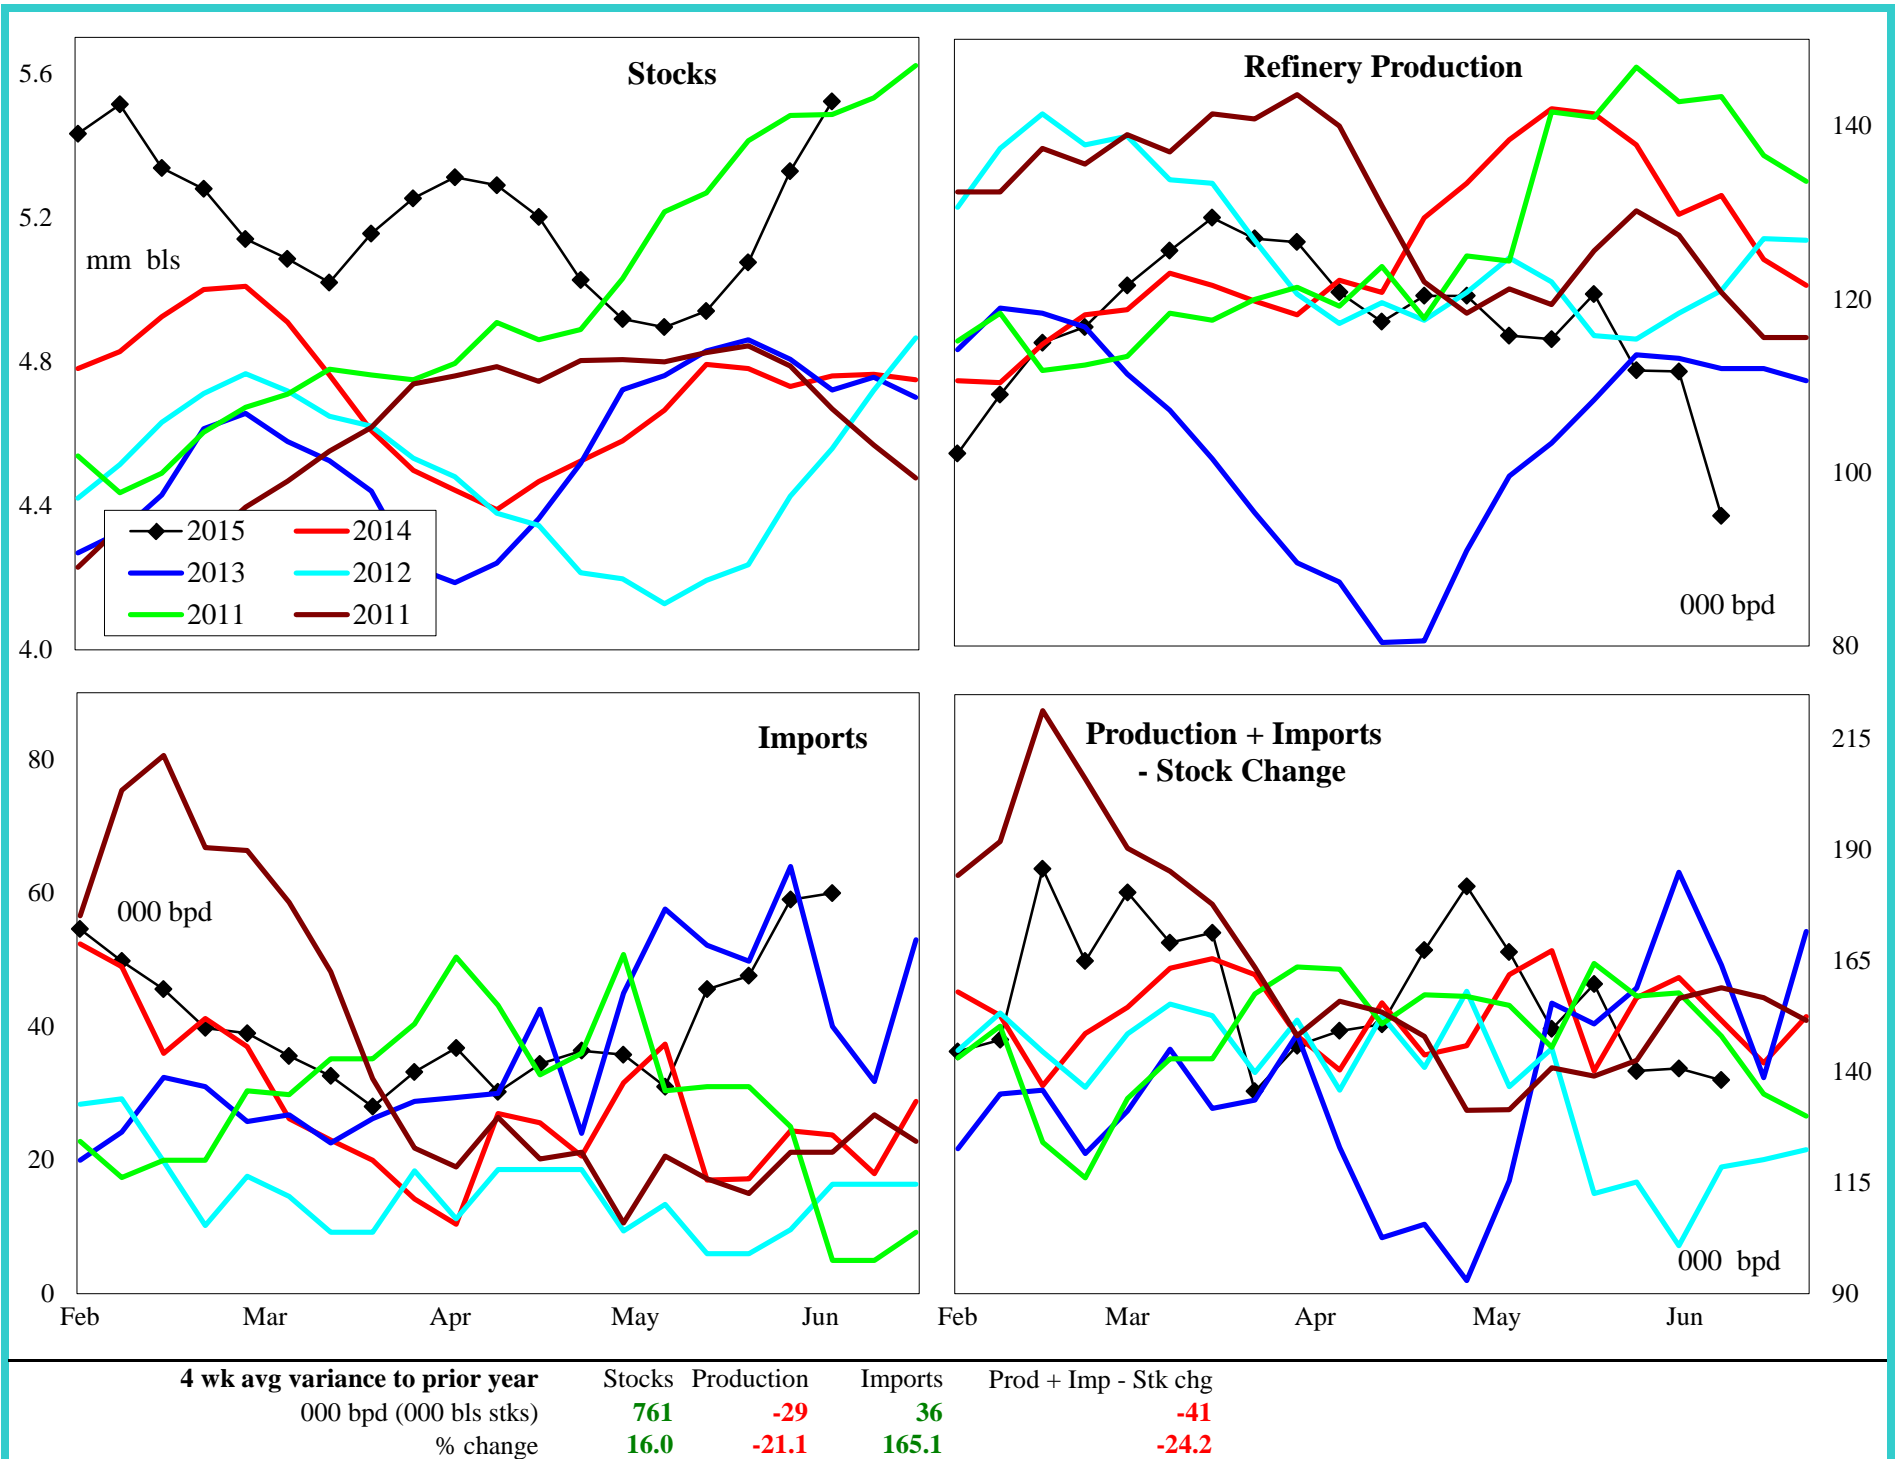 Stocks
5.6
5.2
4.8
4.4
4.0
mm bls
2015 2014
2013 2012
2011 2011
Refinery Production
140
120
100
80
000 bpd
Imports
80
60
40
20
0
000 bpd
Feb Mar Apr May Jun
Production + Imports
- Stock Change
215
190
165
140
115
90
000 bpd
Feb Mar Apr May Jun
4 wk avg variance to prior year Stocks Production Imports Prod + Imp - Stk chg
000 bpd (000 bls stks) 761 -29 36 -41
% change 16.0 -21.1 165.1 -24.2